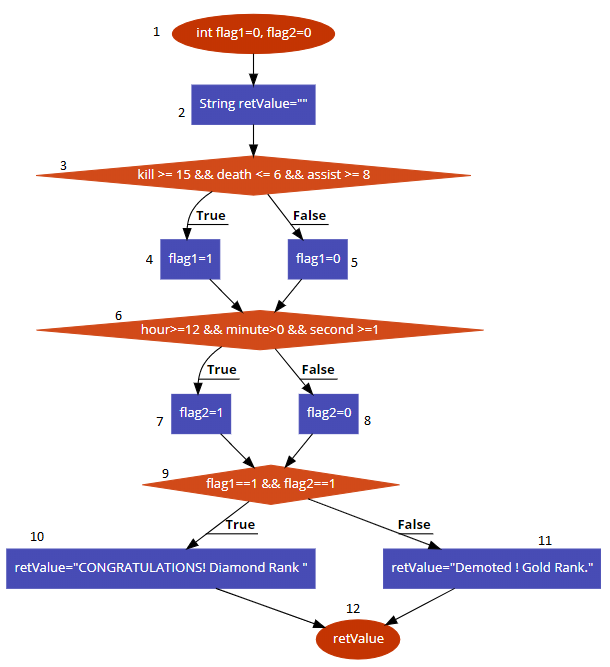 1
int flag1=0, flag2=0
2
String retValue=""
3
kill >= 15 && death <= 6 && assist >= 8
True
False
4
flag1=1
flag1=0
5
6
hour>=12 && minute>0 && second >=1
True
False
7
flag2=1
flag2=0
8
9
flag1==1 && flag2==1
True
False
10
11
retValue="CONGRATULATIONS! Diamond Rank "
retValue="Demoted ! Gold Rank."
12
retValue